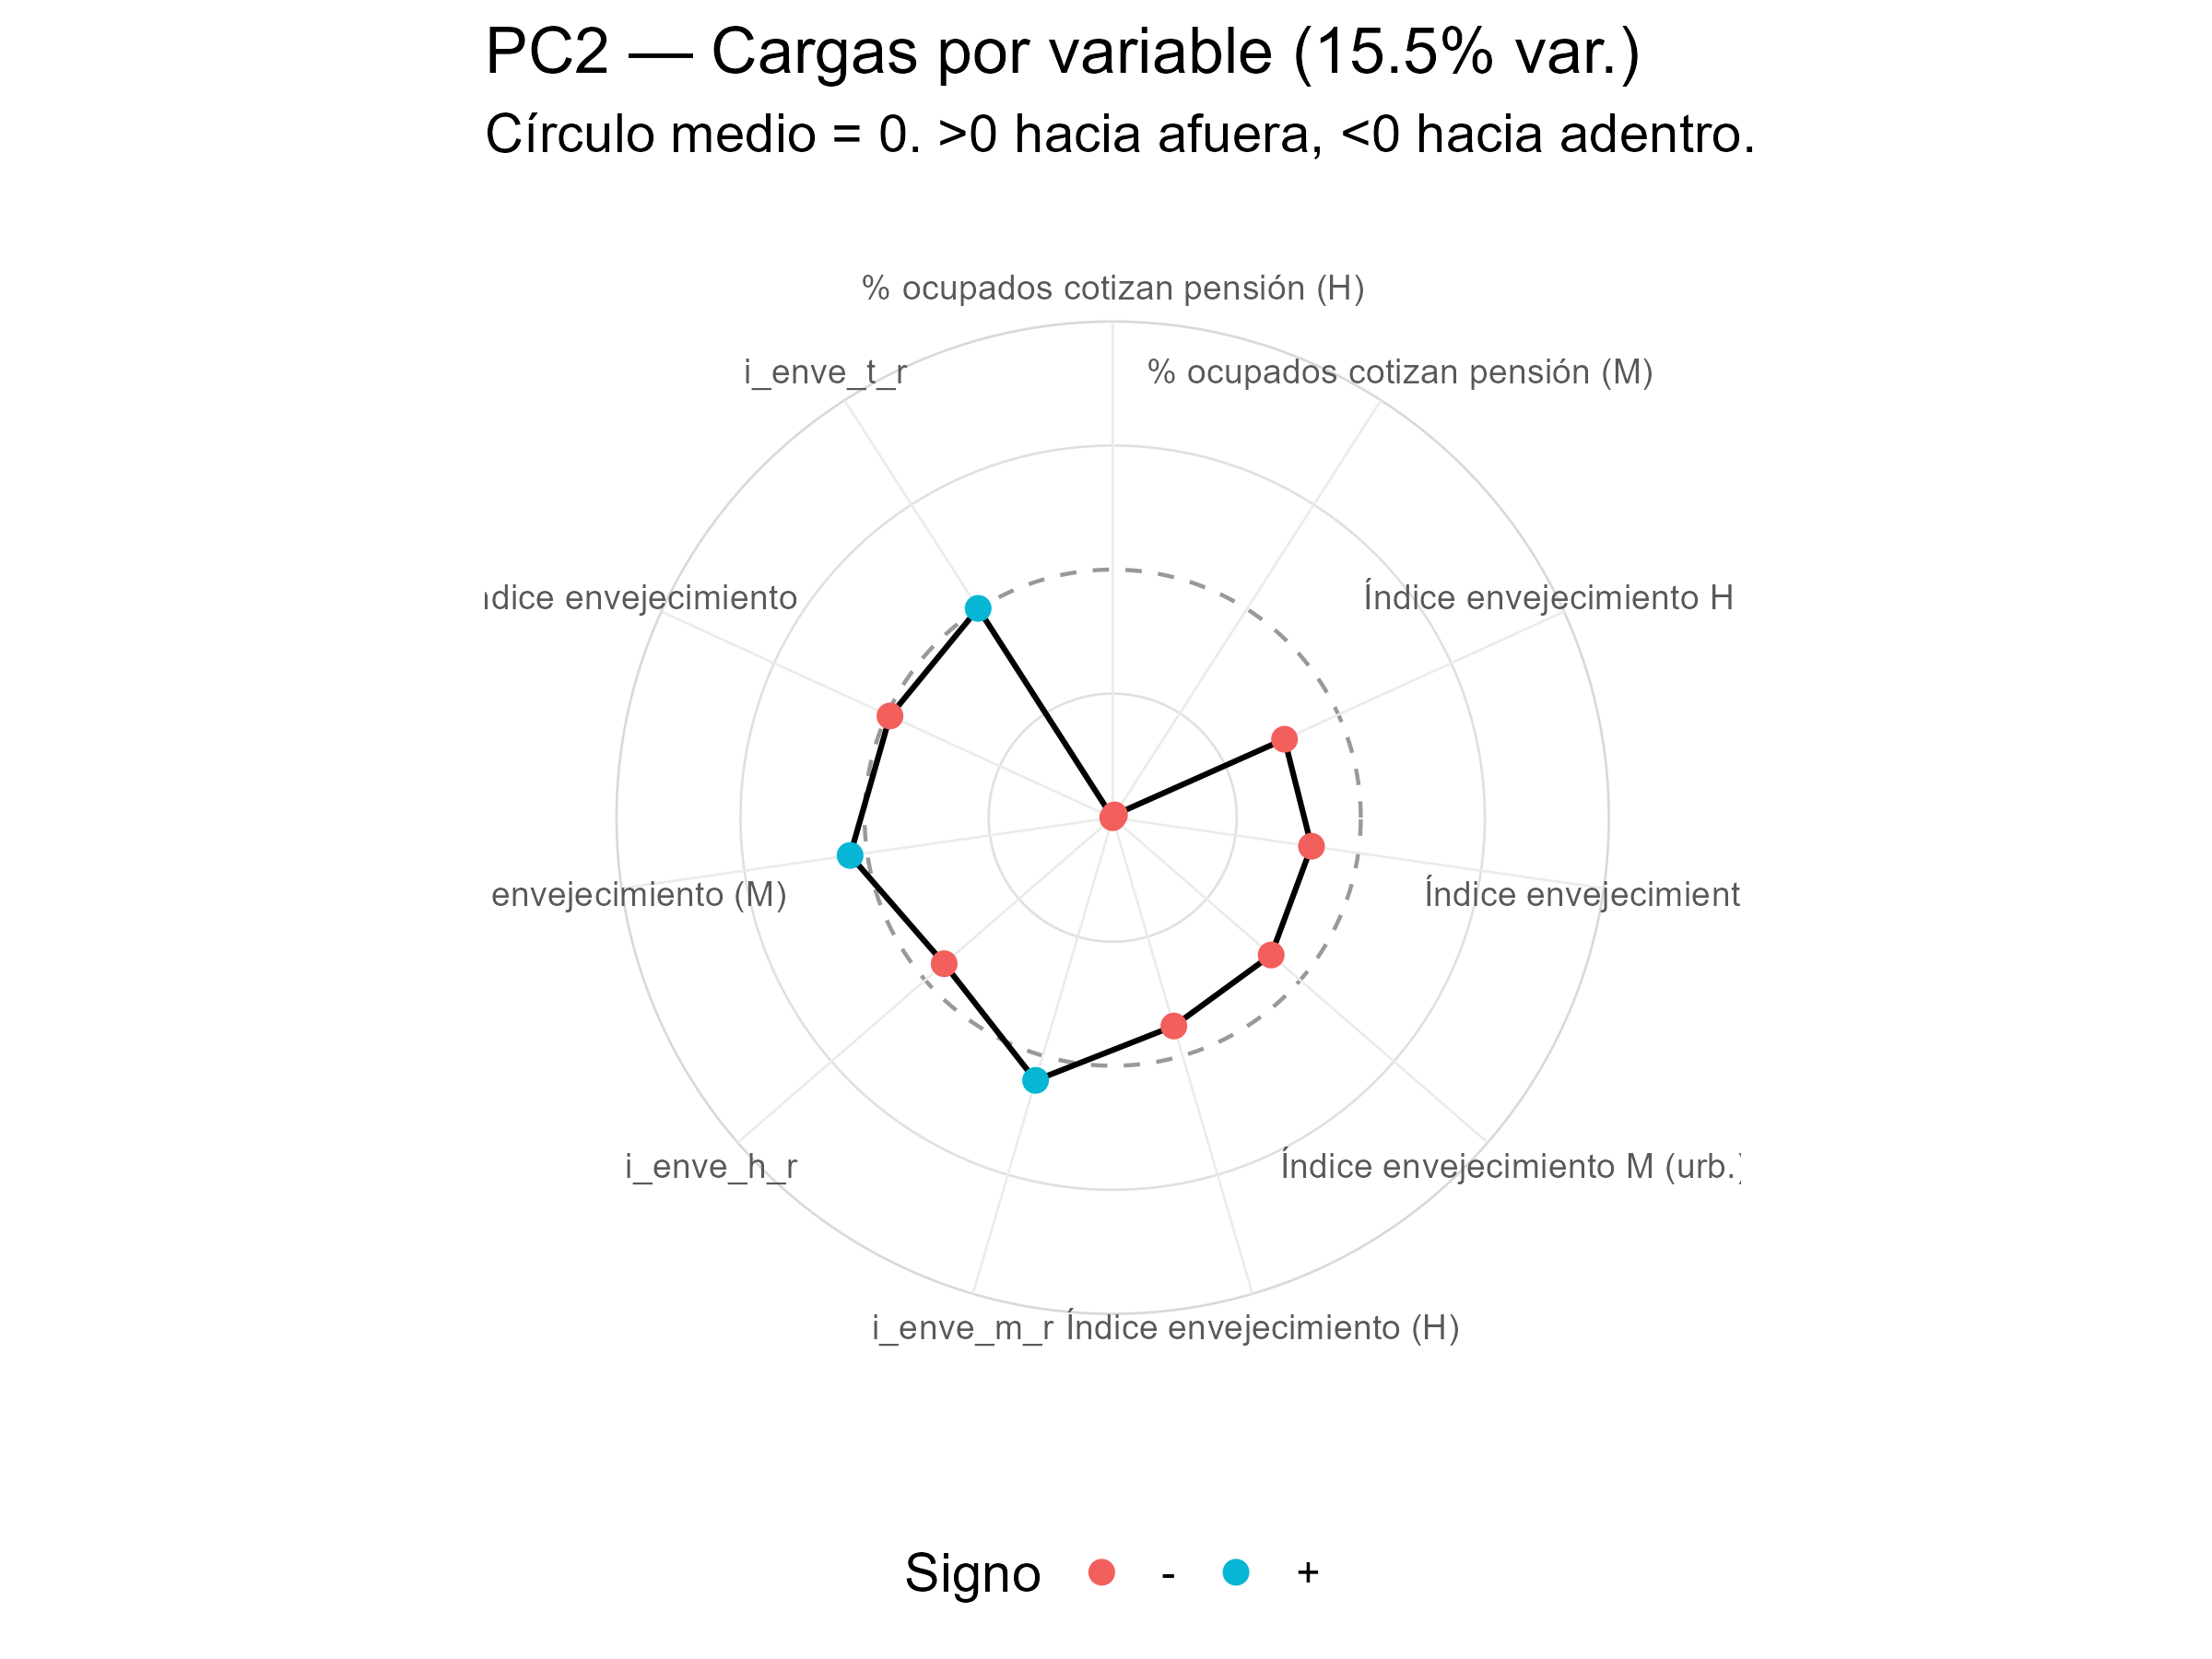 PC2 — Cargas por variable (15.5% var.)
Círculo medio = 0. >0 hacia afuera, <0 hacia adentro.
% ocupados cotizan pensión (H)
i_enve_t_r
% ocupados cotizan pensión (M)
ndice envejecimiento
Índice envejecimiento H
envejecimiento (M)
Índice envejecimient
i_enve_h_r
Índice envejecimiento M (urb.)
i_enve_m_r
Índice envejecimiento (H)
Signo - +